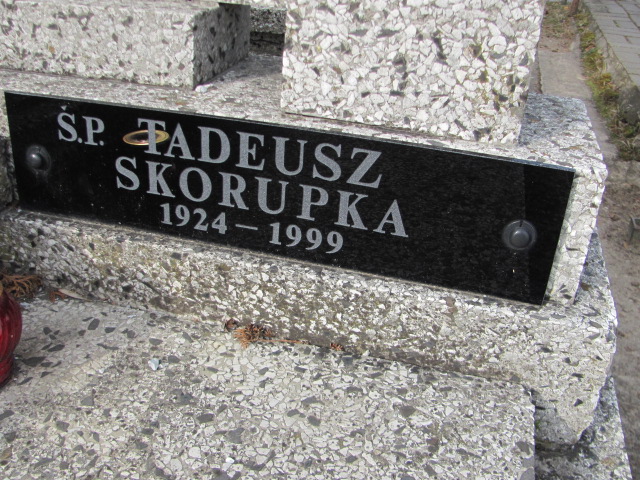 Ś.P. TADEUSZ
SKORUPKA
1924 – 1999